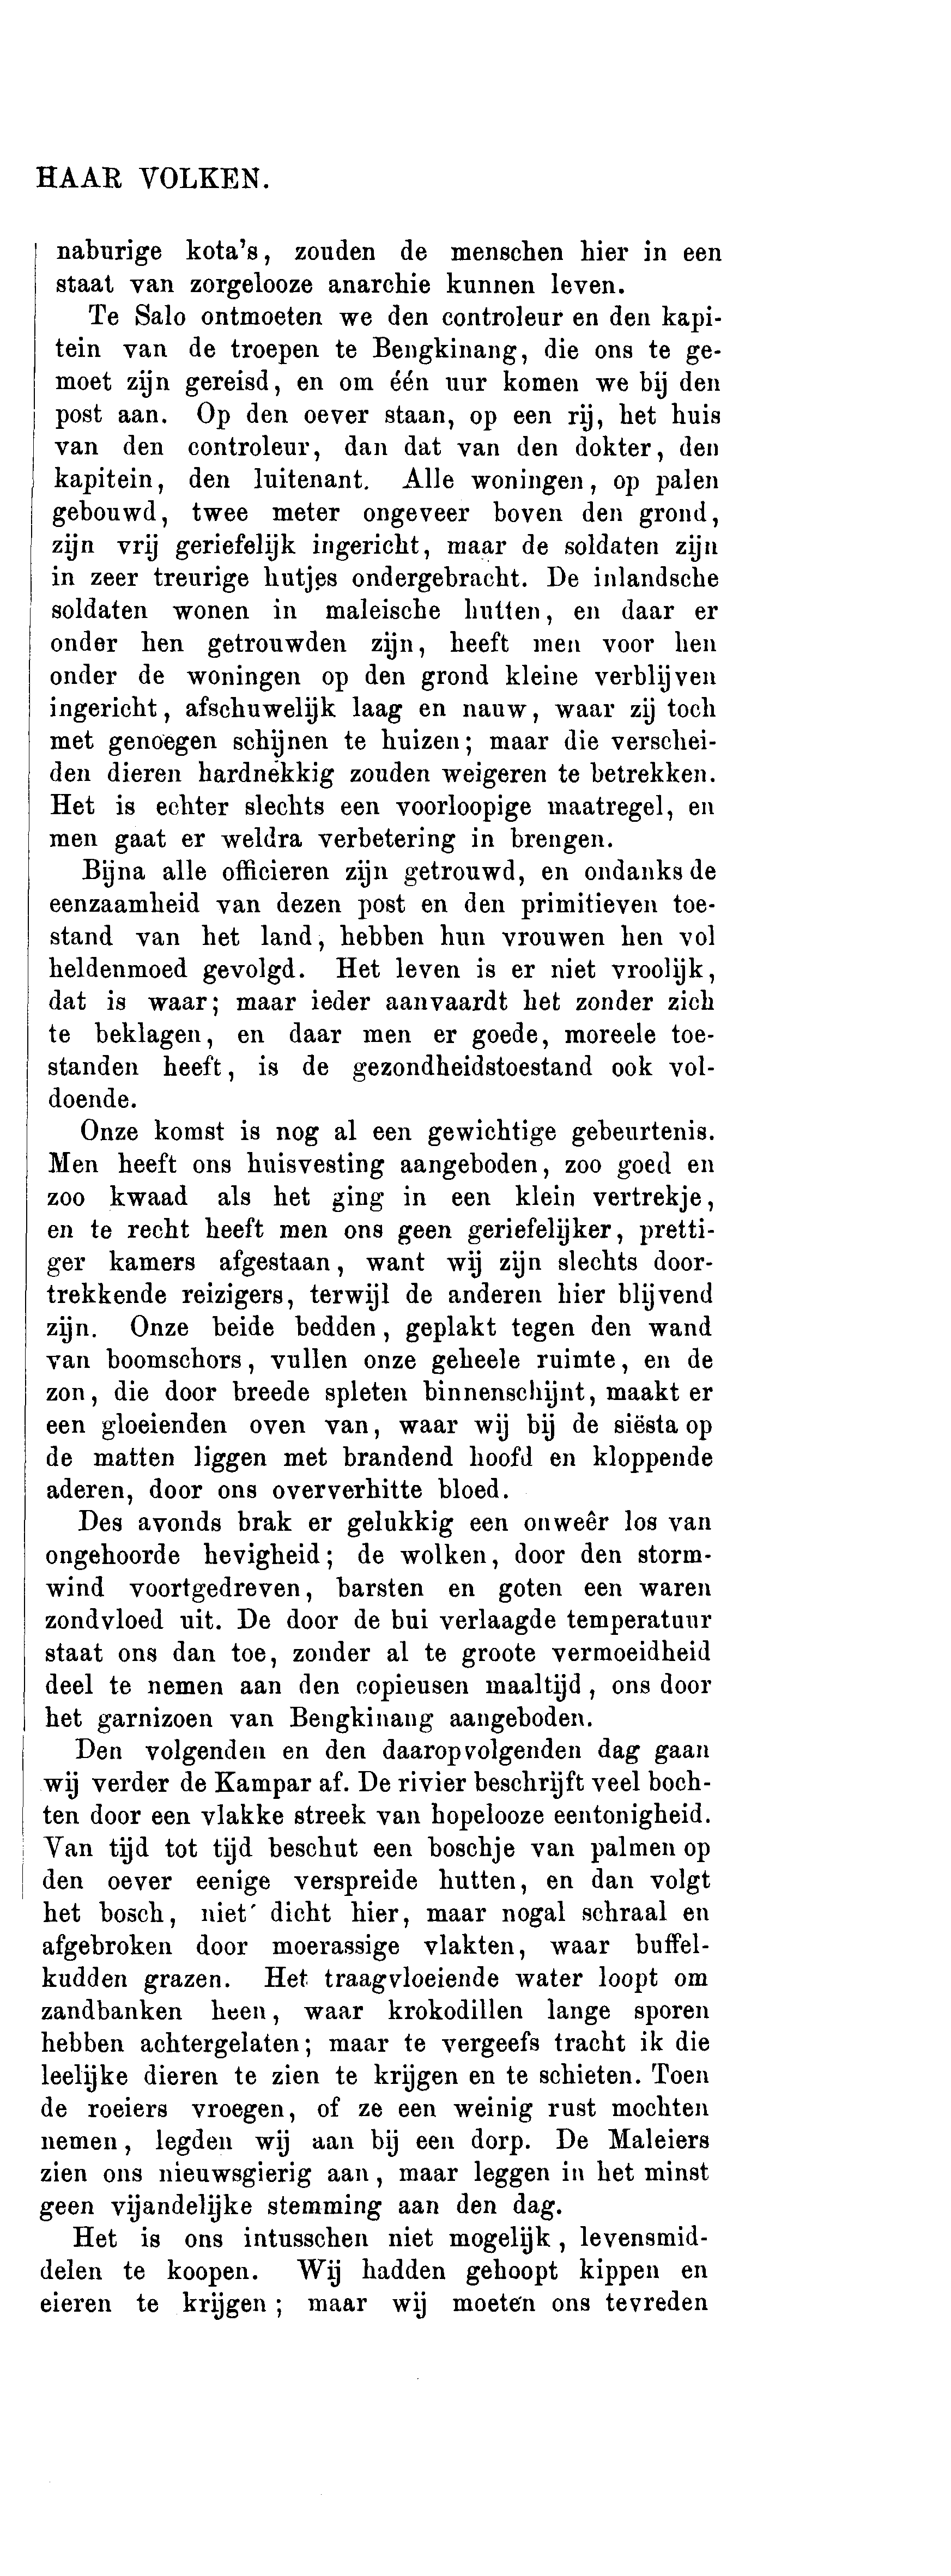 HAAR VOLKEN.
naburige kota's, zouden de menschen hier in een
staat van zorgelooze anarchie kunnen leven.
Te Salo ontmoeten we den controleur en den kapi-
tein van de troepen te Bengkinang, die ons te ge-
moet zijn gereisd, en om één uur komen we bij den
post aan. Op den oever staan, op een rij, het huis
van den controleur, dan dat van den dokter, den
kapitein, den luitenant. Alle woningen, op palen
gebouwd, twee meter ongeveer boven den grond,
zijn vrij geriefelijk ingericht, maar de soldaten zijn
in zeer treurige hutjes ondergebracht. De inlandsche
soldaten wonen in maleische hutten, en daar er
onder hen getrouwden zijn, heeft men voor hen
onder de woningen op den grond kleine verblijven
ingericht, afschuwelijk laag en nauw, waar zij toch
met genoegen schijnen te huizen; maar die verschei-
den dieren hardnekkig zouden weigeren te betrekken.
Het is echter slechts een voorloopige maatregel, en
men gaat er weldra verbetering in brengen.
Bijna alle officieren zijn getrouwd, en ondanks de
eenzaamheid van dezen post en den primitieven toe-
stand van het land, hebben hun vrouwen hen vol
heldenmoed gevolgd. Het leven is er niet vroolijk,
dat is waar; maar ieder aanvaardt het zonder zich
te beklagen, en daar men er goede, moreele toe-
standen heeft, is de gezondheidstoestand ook vol-
doende.
Onze komst is nog al een gewichtige gebeurtenis.
Men heeft ons huisvesting aangeboden, zoo goed en
zoo kwaad als het ging in een klein vertrekje,
en te recht heeft men ons geen geriefelijker, pretti-
ger kamers afgestaan, want wij zijn slechts door-
trekkende reizigers, terwijl de anderen hier blijvend
zijn. Onze beide bedden, geplakt tegen den wand
van boomschors, vullen onze geheele ruimte, en de
zon, die door breede spleten binnenschijnt, maakt er
een gloeienden oven van, waar wij bij de siësta op
de matten liggen met brandend hoofd en kloppende
aderen, door ons oververhitte bloed.
Des avonds brak er gelukkig een onweêr los van
ongehoorde hevigheid; de wolken, door den storm-
wind voortgedreven, barsten en goten een waren
zondvloed uit. De door de bui verlaagde temperatuur
staat ons dan toe, zonder al te groote vermoeidheid
deel te nemen aan den copieusen maaltijd, ons door
het garnizoen van Bengkinang aangeboden.
Den volgenden en den daaropvolgenden dag gaan
wij verder de Kampar af. De rivier beschrijft veel boch-
ten door een vlakke streek van hopelooze eentonigheid.
Van tijd tot tijd beschut een boschje van palmen op
den oever eenige verspreide hutten, en dan volgt
het bosch, niet dicht hier, maar nogal schraal en
afgebroken door moerassige vlakten, waar buffel-
kudden grazen. Het traagvloeiende water loopt om
zandbanken heen, waar krokodillen lange sporen
hebben achtergelaten; maar te vergeefs tracht ik die
leelijke dieren te zien te krijgen en te schieten. Toen
de roeiers vroegen, of ze een weinig rust mochten
nemen, legden wij aan bij een dorp. De Maleiers
zien ons nieuwsgierig aan, maar leggen in het minst
geen vijandelijke stemming aan den dag.
Het is ons intusschen niet mogelijk, levensmid-
delen te koopen. Wij hadden gehoopt kippen en
eieren te krijgen; maar wij moeten ons tevreden